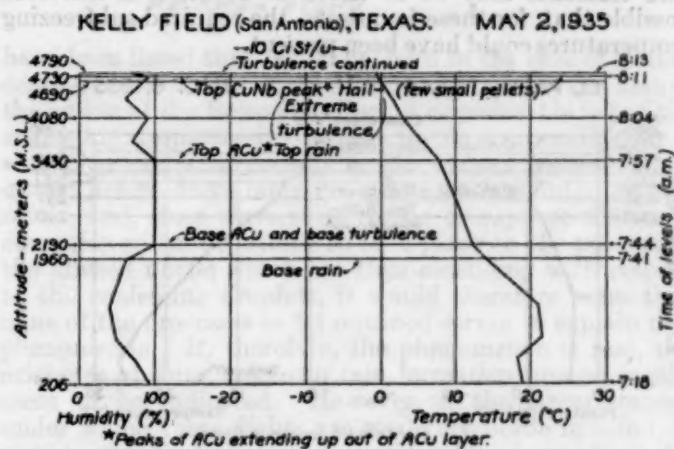 KELLY FIELD (San Antonio), TEXAS. MAY 2, 1935
--10 Ci St/u--
4790 Turbulence continued 8:13
4730 8:11
4690 Top CuNb peak* Hail- (few small pellets)
Extreme
4080 (turbulence) 8:04
3430 Top ACu* Top rain 7:57
2190 Base ACu and base turbulence 7:44
1960 Base rain 7:41
206 7:18
Altitude - meters (M.S.L.)
Time of levels (a.m.)
0 100 -20 -10 0 10 20 30
Humidity (%) Temperature (°C)
*Peaks of ACu extending up out of ACu layer.